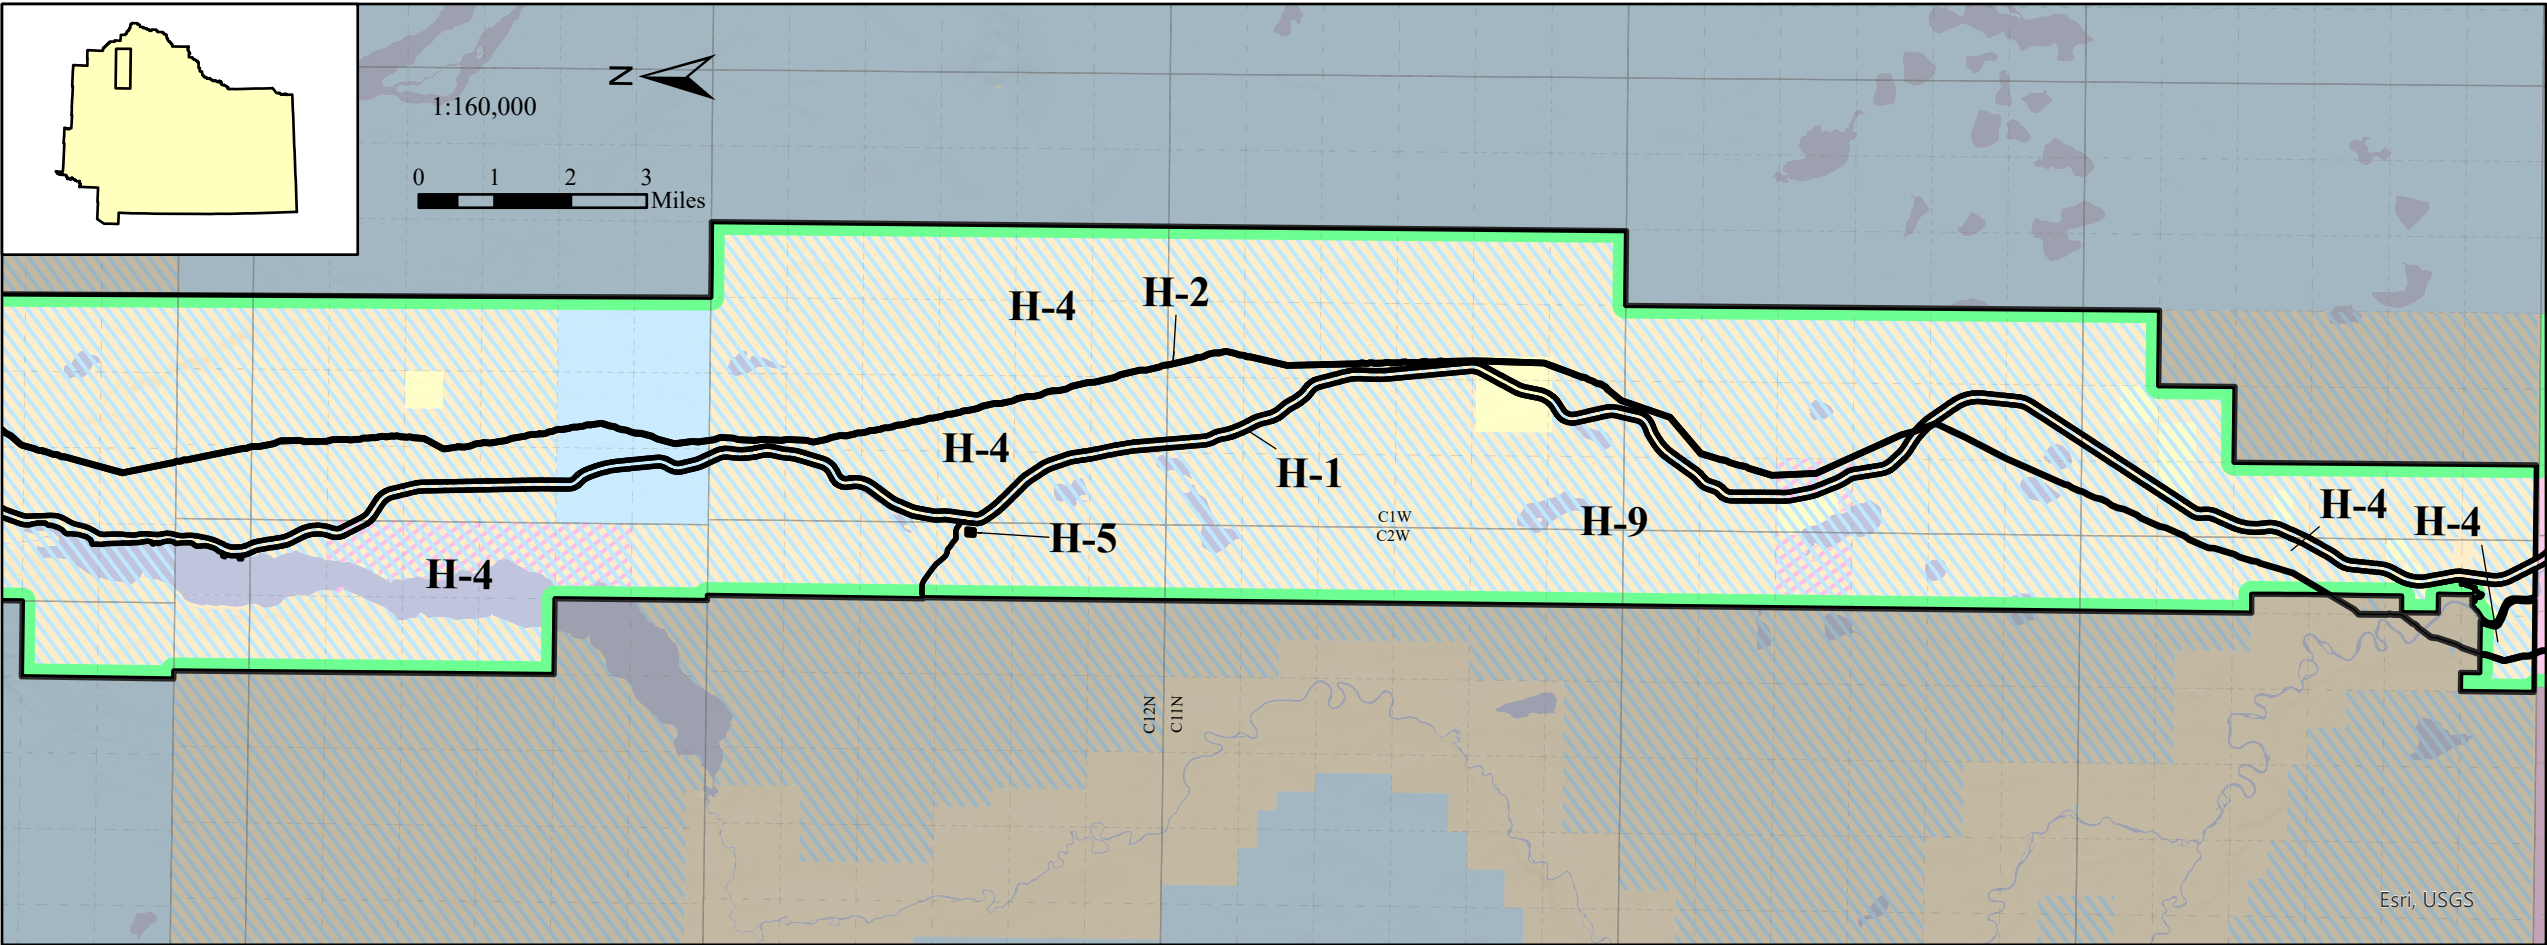 N
1:160,000
0 1 2 3
Miles
H-2
H-4
H-4
H-1
H-4
H-9
H-4
C1W
C2W
H-5
H-4
C12N
C11N
Esri, USGS